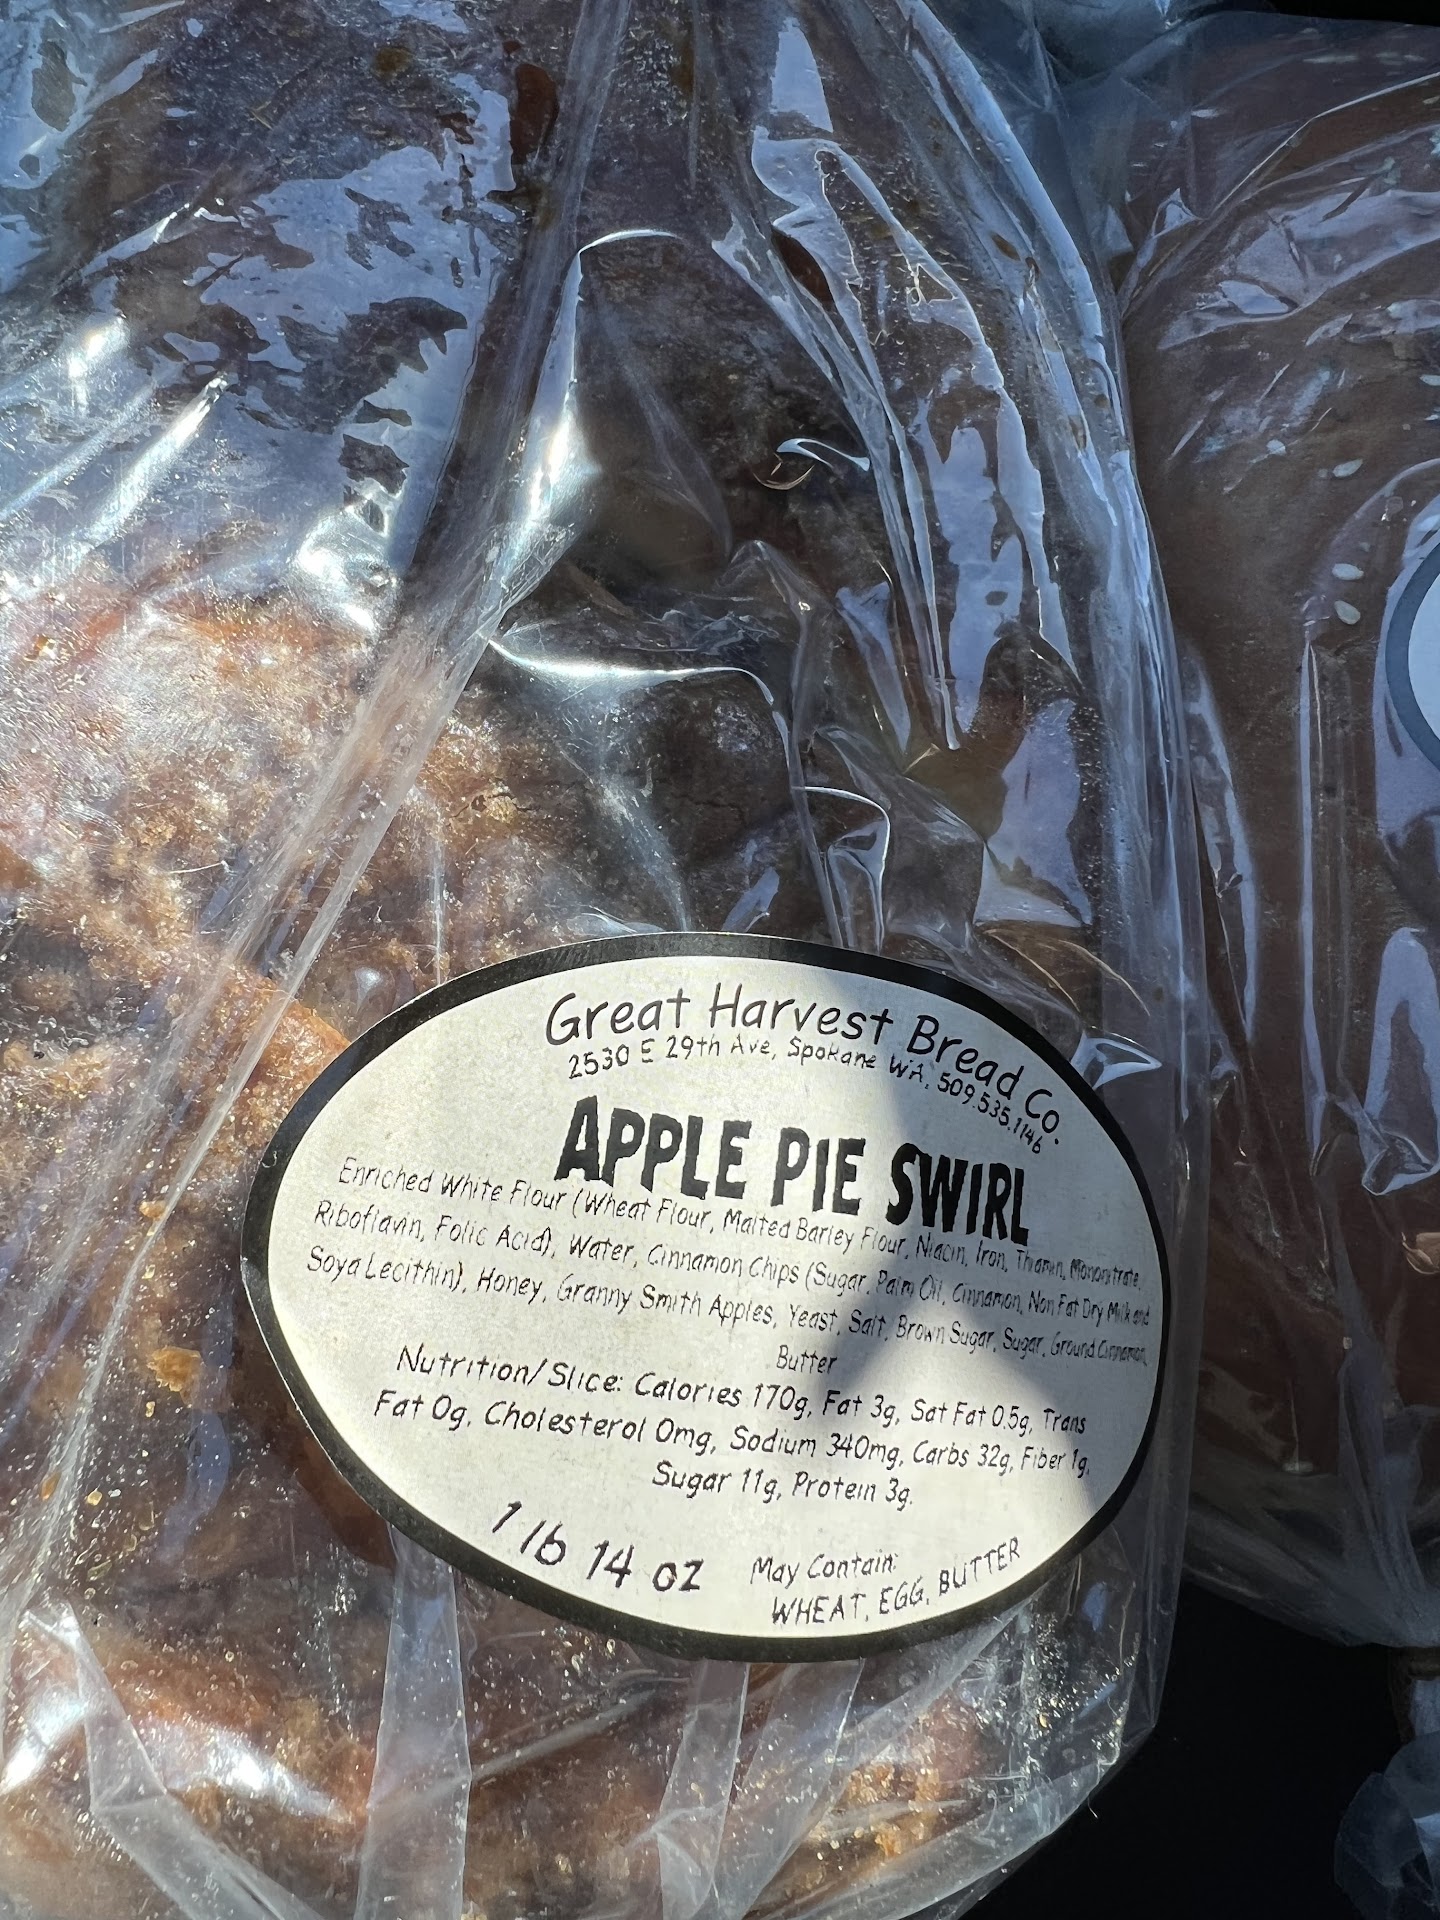 Great Harvest Bread Co.
2530 E 29th Ave, Spokane WA, 509.535.1146
APPLE PIE SWIRL
Enriched White Flour (Wheat Flour, Malted Barley Flour, Niacin, Iron, Thiamin, Mononitrate,
Riboflavin, Folic Acid), Water, Cinnamon Chips (Sugar, Palm Oil, Cinnamon, Non Fat Dry Milk and
Soya Lecithin), Honey, Granny Smith Apples, Yeast, Salt, Brown Sugar, Sugar, Ground Cinnamon,
Butter
Nutrition/Slice: Calories 170g, Fat 3g, Sat Fat 0.5g, Trans
Fat 0g, Cholesterol 0mg, Sodium 340mg, Carbs 32g, Fiber 1g,
Sugar 11g, Protein 3g.
1 lb 14 oz
May Contain:
WHEAT, EGG, BUTTER